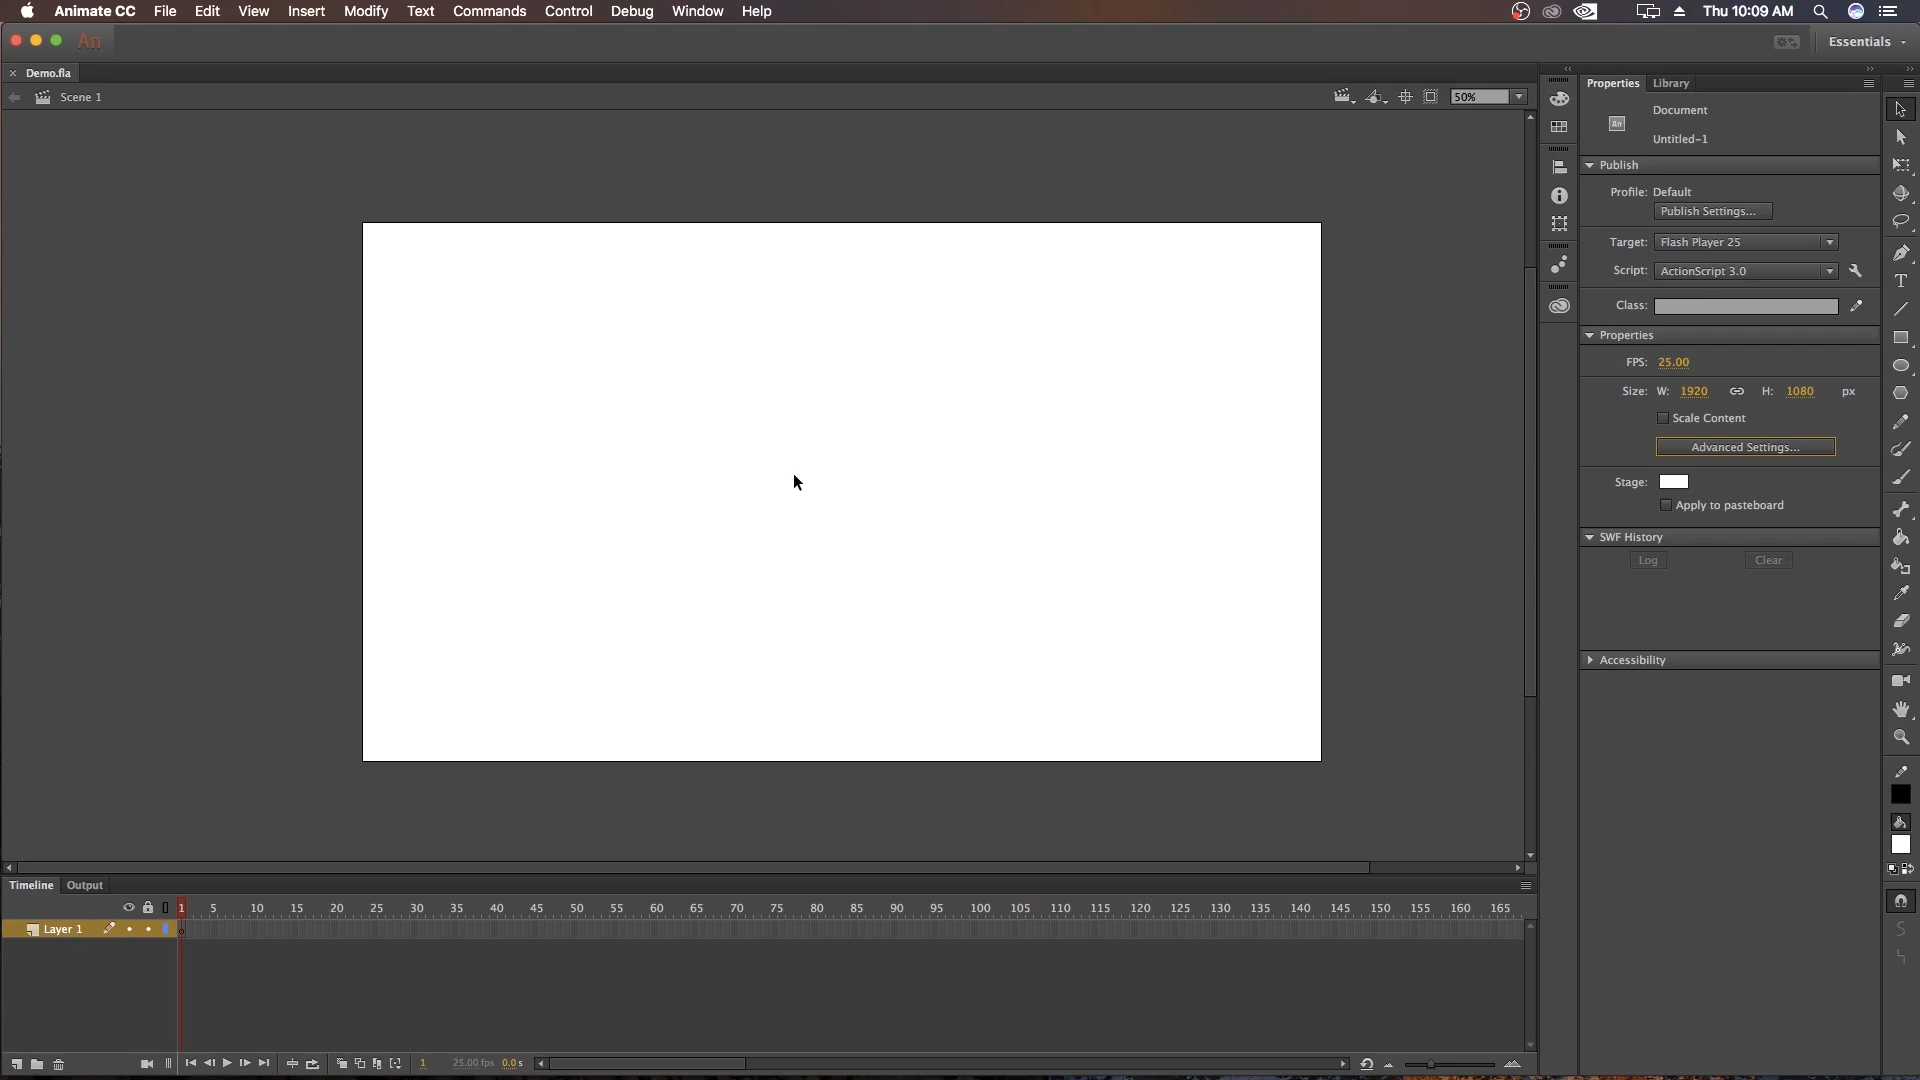 Animate CC File Edit View Insert Modify Text Commands Control Debug Window Help Thu 10:09 AM
An Essentials
Demo.fla
Scene 1 50%
Properties Library
Document
An
Untitled-1
Publish
Profile: Default
Publish Settings...
Target: Flash Player 25
Script: ActionScript 3.0
Class:
Properties
FPS: 25.00
Size: W: 1920 H: 1080 px
Scale Content
Advanced Settings...
Stage:
Apply to pasteboard
SWF History
Log Clear
Accessibility
Timeline Output
1 5 10 15 20 25 30 35 40 45 50 55 60 65 70 75 80 85 90 95 100 105 110 115 120 125 130 135 140 145 150 155 160 165
Layer 1
1 25.00 fps 0.0 s